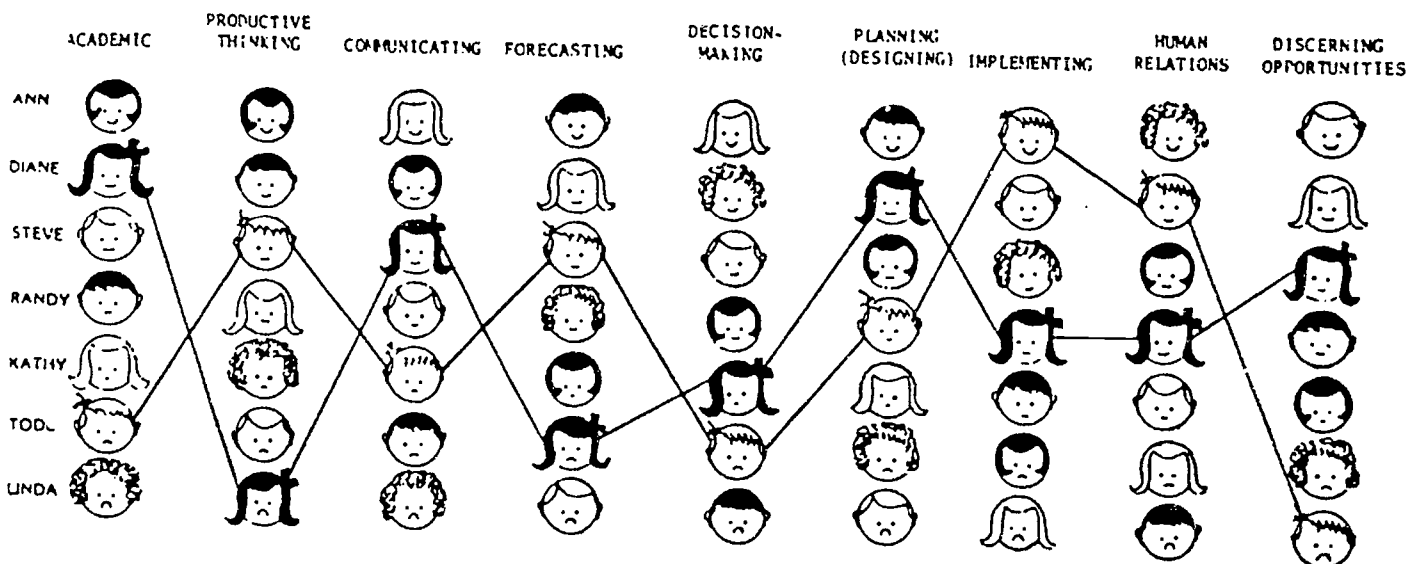 ACADEMIC
PRODUCTIVE
THINKING
COMMUNICATING
FORECASTING
DECISION-
MAKING
PLANNING
(DESIGNING)
IMPLEMENTING
HUMAN
RELATIONS
DISCERNING
OPPORTUNITIES
ANN
DIANE
STEVE
RANDY
KATHY
TODD
LINDA